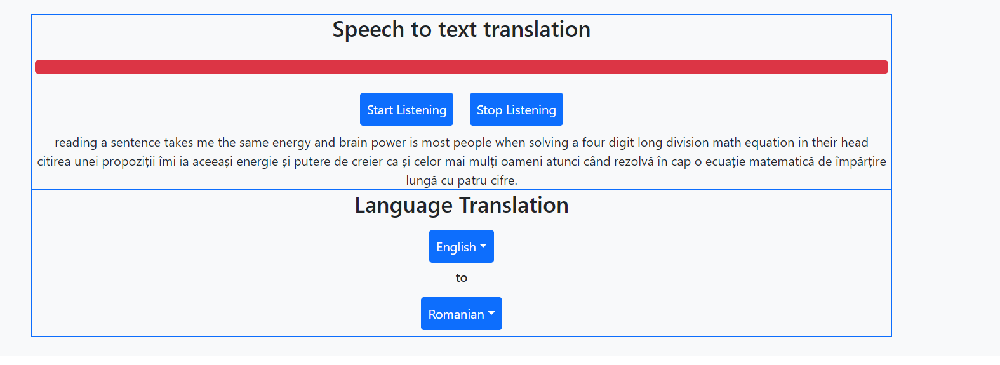 Speech to text translation
Start Listening Stop Listening
reading a sentence takes me the same energy and brain power is most people when solving a four digit long division math equation in their head
citirea unei propoziții îmi ia aceeași energie și putere de creier ca și celor mai mulți oameni atunci când rezolvă în cap o ecuație matematică de împărțire
lungă cu patru cifre.
Language Translation
English
to
Romanian